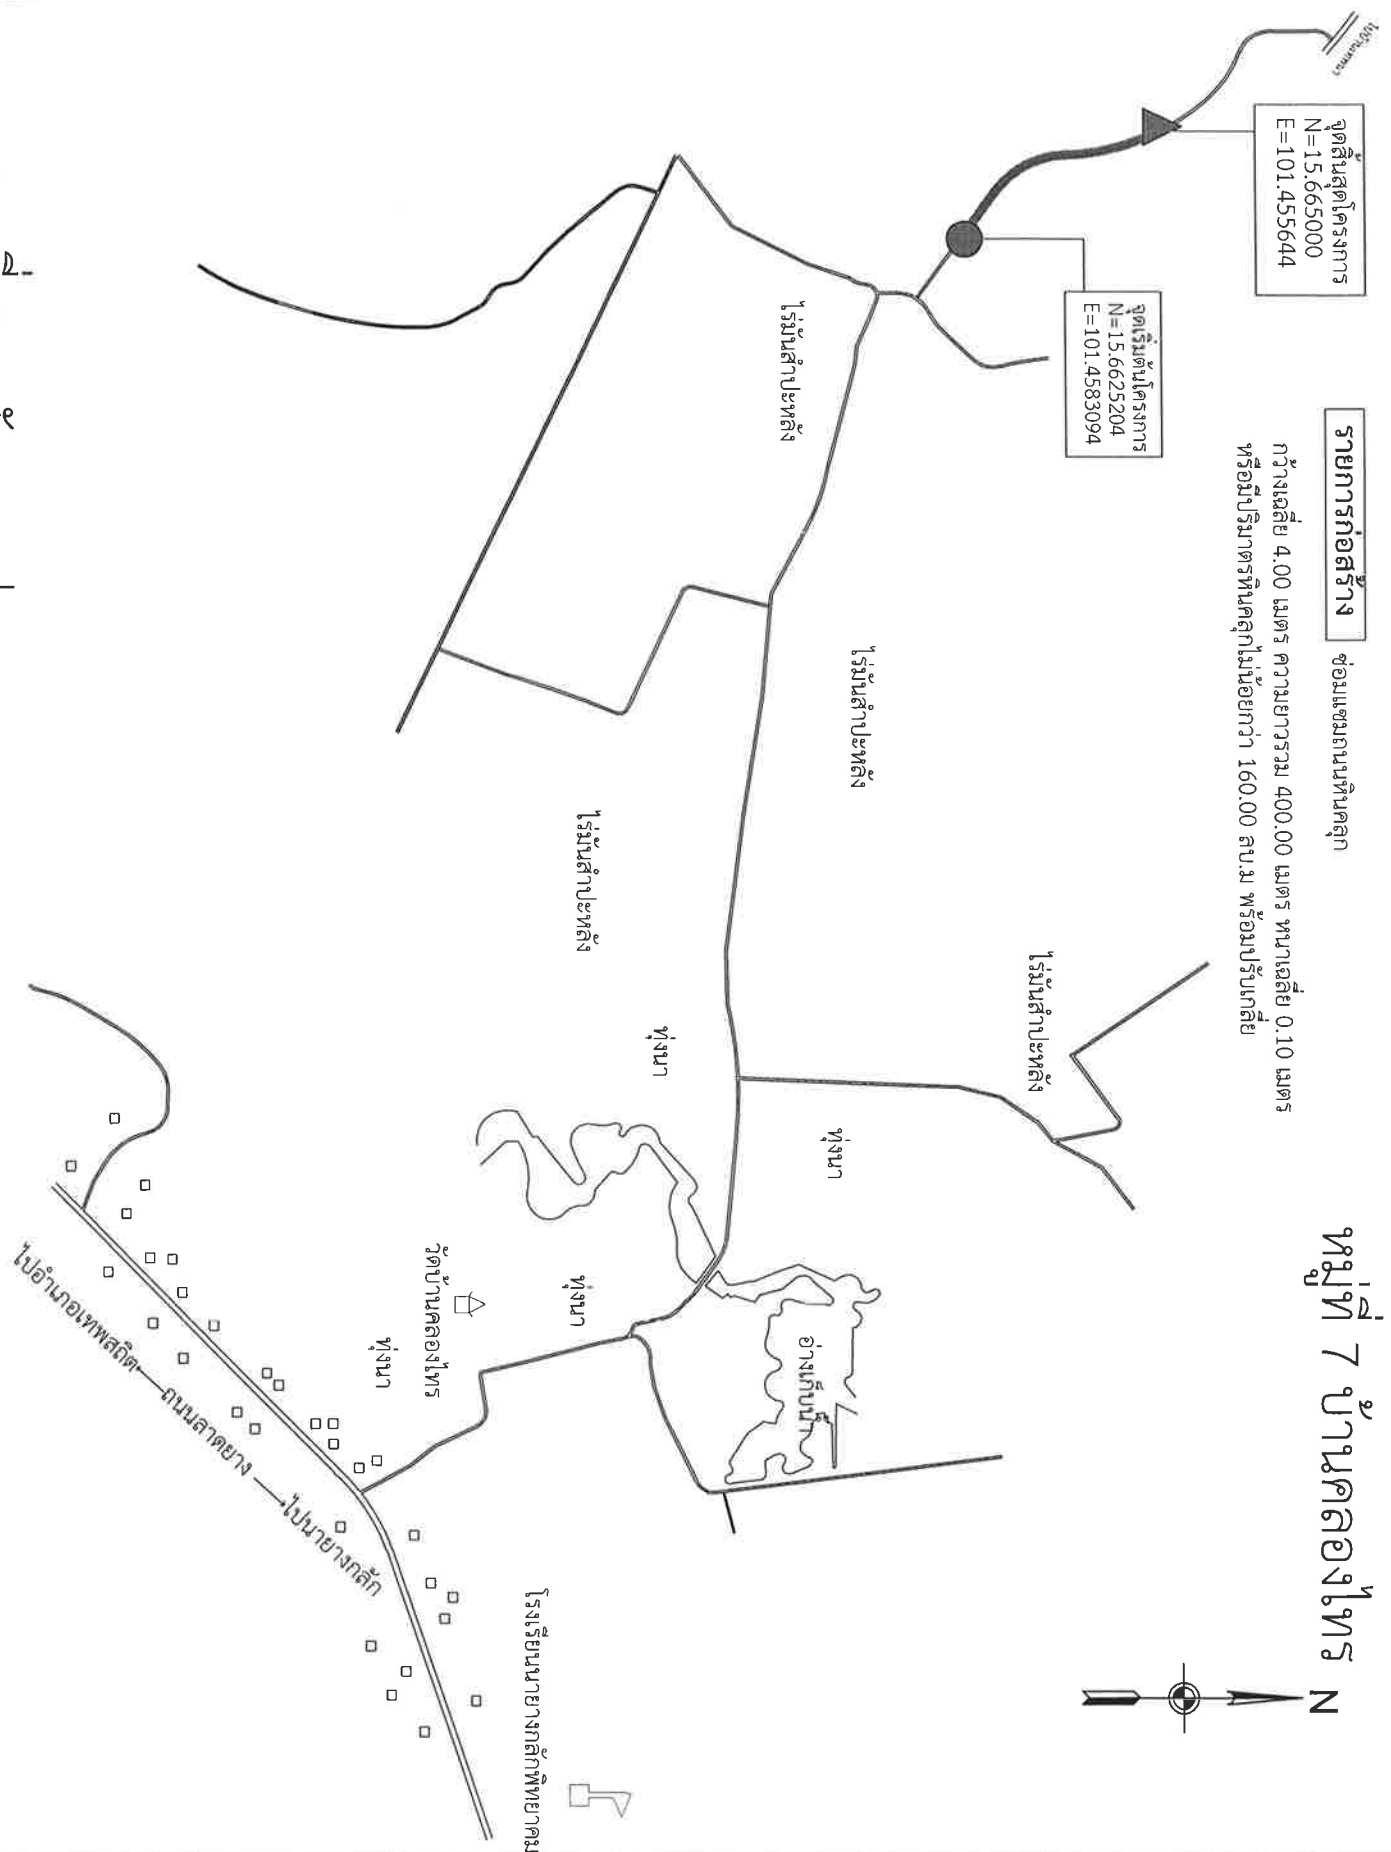 หมู่ที่ 7 บ้านคลองไทร
N
รายการก่อสร้าง
ซ่อมแซมถนนหินคลุก
กว้างเฉลี่ย 4.00 เมตร ความยาวรวม 400.00 เมตร หนาเฉลี่ย 0.10 เมตร
หรือมีปริมาตรหินคลุกไม่น้อยกว่า 160.00 ลบ.ม พร้อมปรับเกลี่ย
จุดสิ้นสุดโครงการ
N=15.665000
E=101.455644
จุดเริ่มต้นโครงการ
N=15.6625204
E=101.4583094
ไร่มันสำปะหลัง
ไร่มันสำปะหลัง
ไร่มันสำปะหลัง
ไร่มันสำปะหลัง
ทุ่งนา
ทุ่งนา
อ่างเก็บน้ำ
ทุ่งนา
วัดบ้านคลองไทร
ทุ่งนา
โรงเรียนนายางกลักพิทยาคม
ไปอำเภอเทพสถิต
ถนนลาดยาง
ไปนายางกลัก